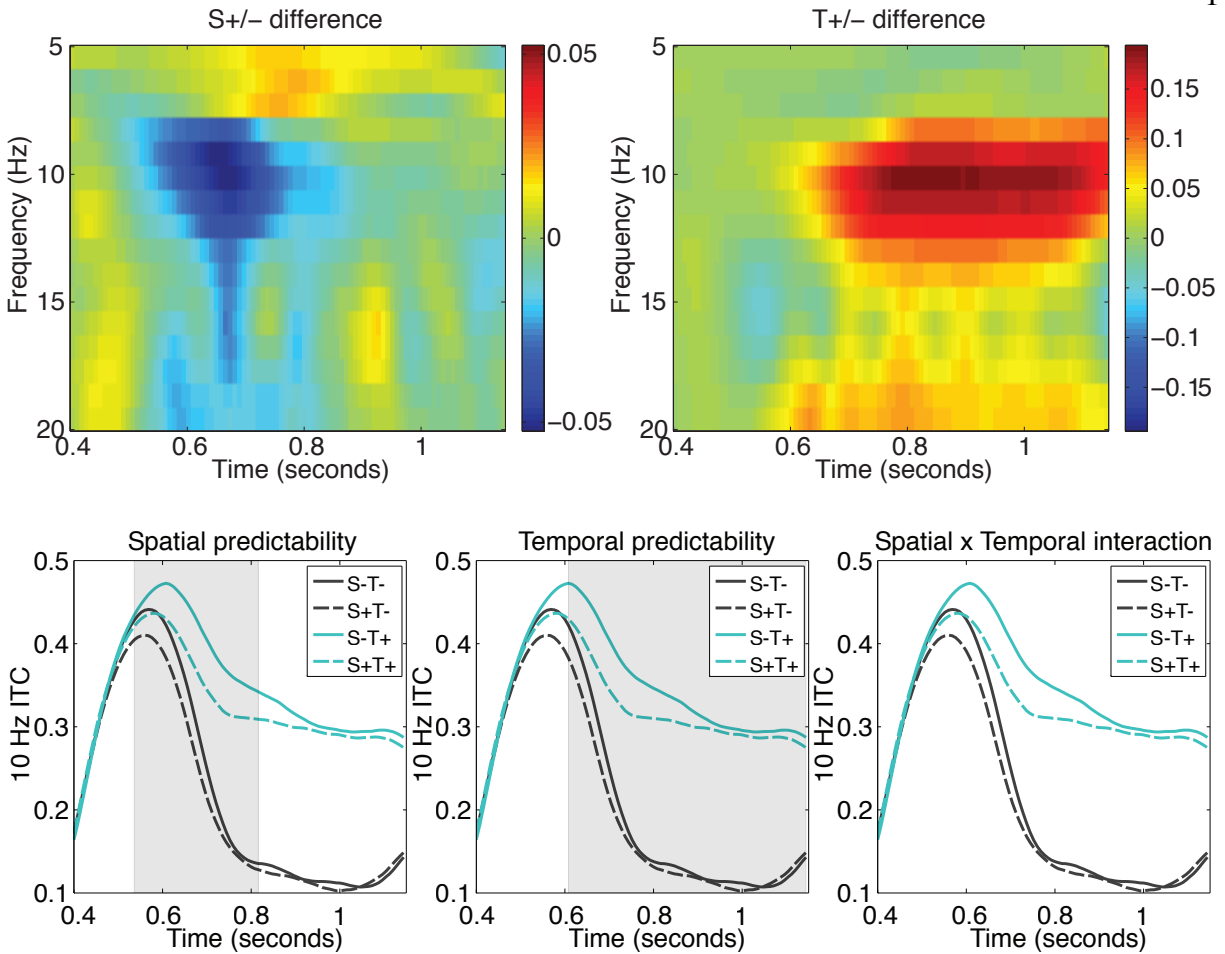 S+/− difference
5
10
15
20
Frequency (Hz)
0.4
0.6
0.8
1
Time (seconds)
0.05
0
−0.05
T+/− difference
5
10
15
20
Frequency (Hz)
0.4
0.6
0.8
1
Time (seconds)
0.15
0.1
0.05
0
−0.05
−0.1
−0.15
Spatial predictability
0.5
0.4
0.3
0.2
0.1
10 Hz ITC
S-T-
S+T-
S-T+
S+T+
0.4
0.6
0.8
1
Time (seconds)
Temporal predictability
0.5
0.4
0.3
0.2
0.1
10 Hz ITC
S-T-
S+T-
S-T+
S+T+
0.4
0.6
0.8
1
Time (seconds)
Spatial x Temporal interaction
0.5
0.4
0.3
0.2
0.1
10 Hz ITC
S-T-
S+T-
S-T+
S+T+
0.4
0.6
0.8
1
Time (seconds)